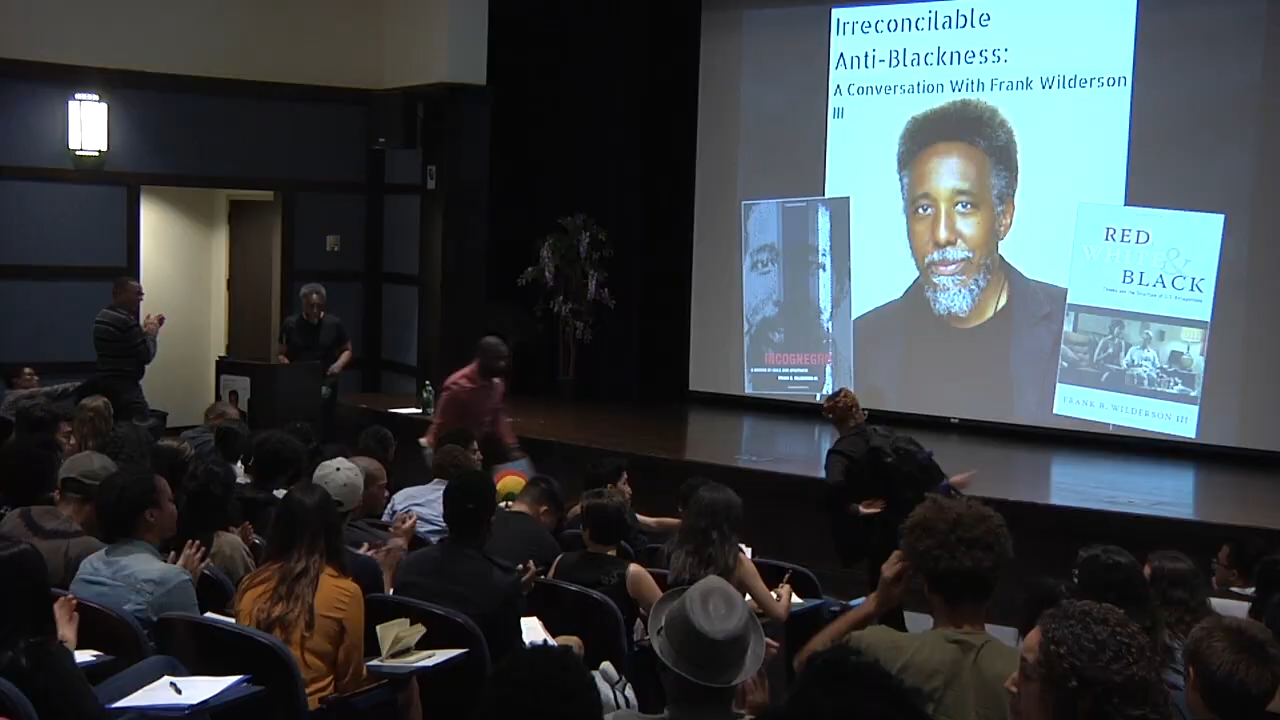 Irreconcilable
Anti-Blackness:
A Conversation With Frank Wilderson
III
INCOGNEGRO
RED
WHITE &
BLACK
FRANK B. WILDERSON III